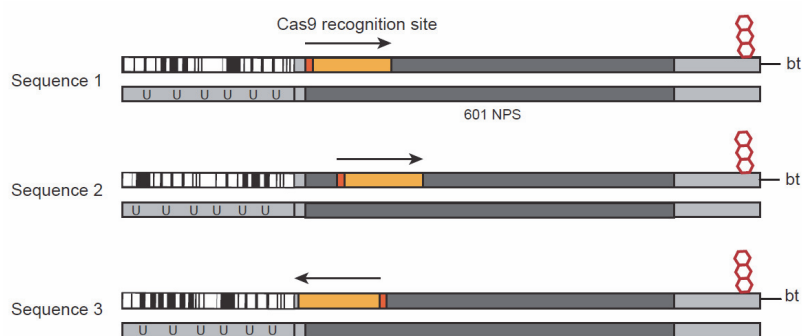 Cas9 recognition site
bt
Sequence 1
U U U U U U
601 NPS
bt
Sequence 2
U U U U U U
bt
Sequence 3
U U U U U U